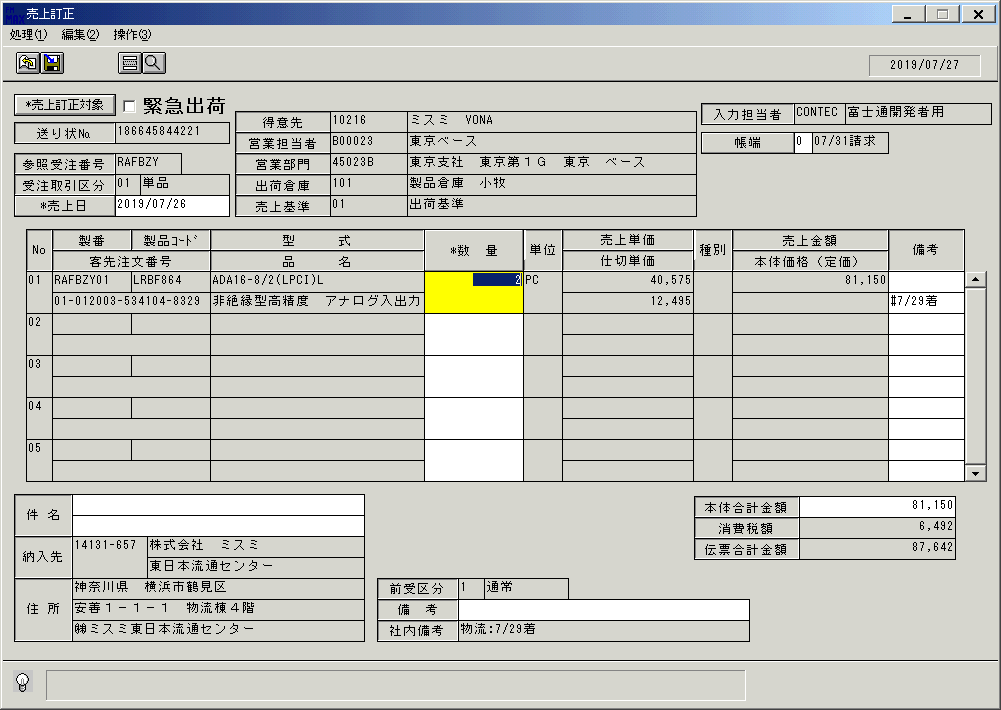 売上訂正
処理(1) 編集(2) 操作(3)
2019/07/27
*売上訂正対象 緊急出荷
送り状№ 186645844221
参照受注番号 RAFBZY
受注取引区分 01 単品
*売上日 2019/07/26
得意先 10216 ミスミ VONA
営業担当者 B00023 東京ベース
営業部門 45023B 東京支社 東京第1G 東京 ベース
出荷倉庫 101 製品倉庫 小牧
売上基準 01 出荷基準
入力担当者 CONTEC 富士通開発者用
帳端 0 07/31請求
No 製番 製品コード 型 式 *数 量 単位 売上単価 種別 売上金額 備考
客先注文番号 品 名 仕切単価 本体価格(定価)
01 RAFBZY01 LRBF864 ADA16-8/2(LPCI)L 2 PC 40,575 81,150
01-012003-534104-8329 非絶縁型高精度 アナログ入出力 12,495 #7/29着
02
03
04
05
件 名
納入先 14131-657 株式会社 ミスミ
東日本流通センター
住 所 神奈川県 横浜市鶴見区
安善1-1-1 物流棟4階
㈱ミスミ東日本流通センター
前受区分 1 通常
備 考
社内備考 物流:7/29着
本体合計金額 81,150
消費税額 6,492
伝票合計金額 87,642